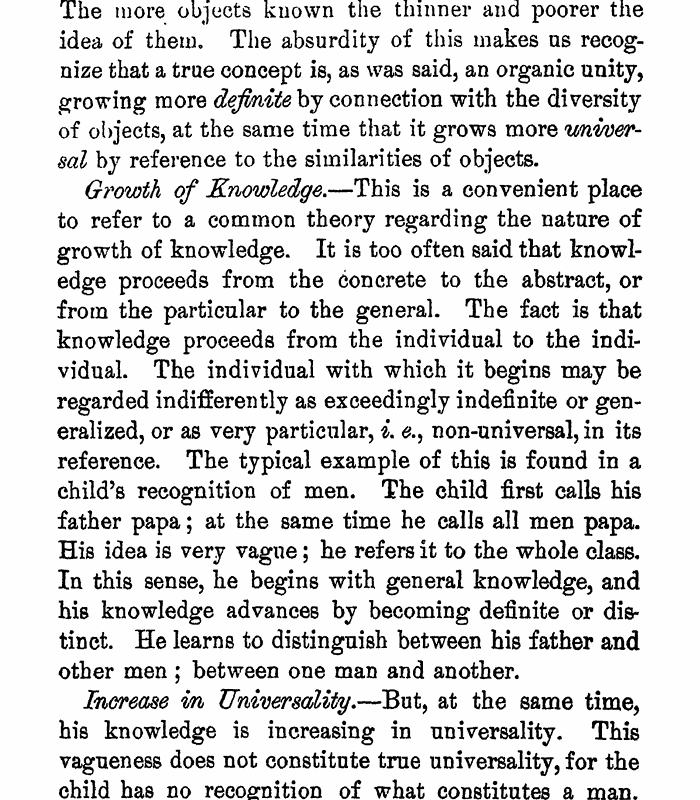 The more objects known the thinner and poorer the
idea of them. The absurdity of this makes us recog-
nize that a true concept is, as was said, an organic unity,
growing more definite by connection with the diversity
of objects, at the same time that it grows more univer-
sal by reference to the similarities of objects.
Growth of Knowledge.—This is a convenient place
to refer to a common theory regarding the nature of
growth of knowledge. It is too often said that knowl-
edge proceeds from the concrete to the abstract, or
from the particular to the general. The fact is that
knowledge proceeds from the individual to the indi-
vidual. The individual with which it begins may be
regarded indifferently as exceedingly indefinite or gen-
eralized, or as very particular, i. e., non-universal, in its
reference. The typical example of this is found in a
child's recognition of men. The child first calls his
father papa; at the same time he calls all men papa.
His idea is very vague; he refers it to the whole class.
In this sense, he begins with general knowledge, and
his knowledge advances by becoming definite or dis-
tinct. He learns to distinguish between his father and
other men; between one man and another.
Increase in Universality.—But, at the same time,
his knowledge is increasing in universality. This
vagueness does not constitute true universality, for the
child has no recognition of what constitutes a man.